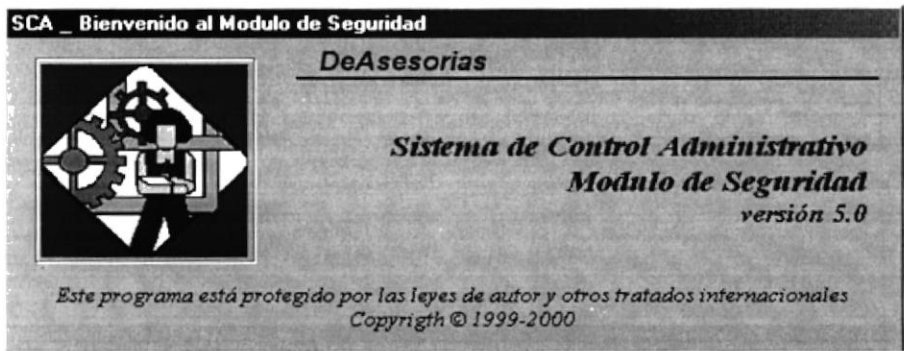 SCA _ Bienvenido al Modulo de Seguridad
DeAsesorias
Sistema de Control Administrativo
Modulo de Seguridad
versión 5.0
Este programa está protegido por las leyes de autor y otros tratados internacionales
Copyrigth © 1999-2000